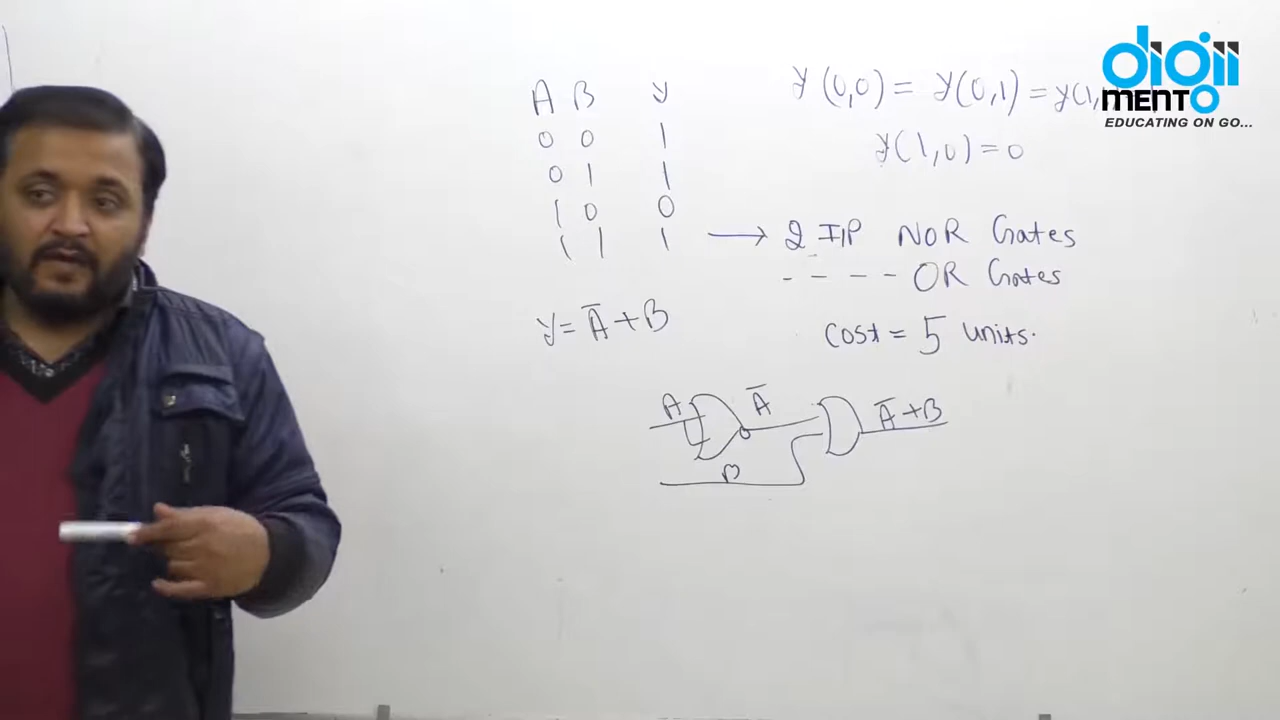 A B y
0 0 1
0 1 1
1 0 0
1 1 1
y = A̅ + B
y(0,0) = y(0,1) = y(1,
y(1,0) = 0
→ 2 I/P NOR Gates
- - - - OR Gates
Cost = 5 units.
A A̅ A̅ + B
B
digii
MENTO
EDUCATING ON GO...